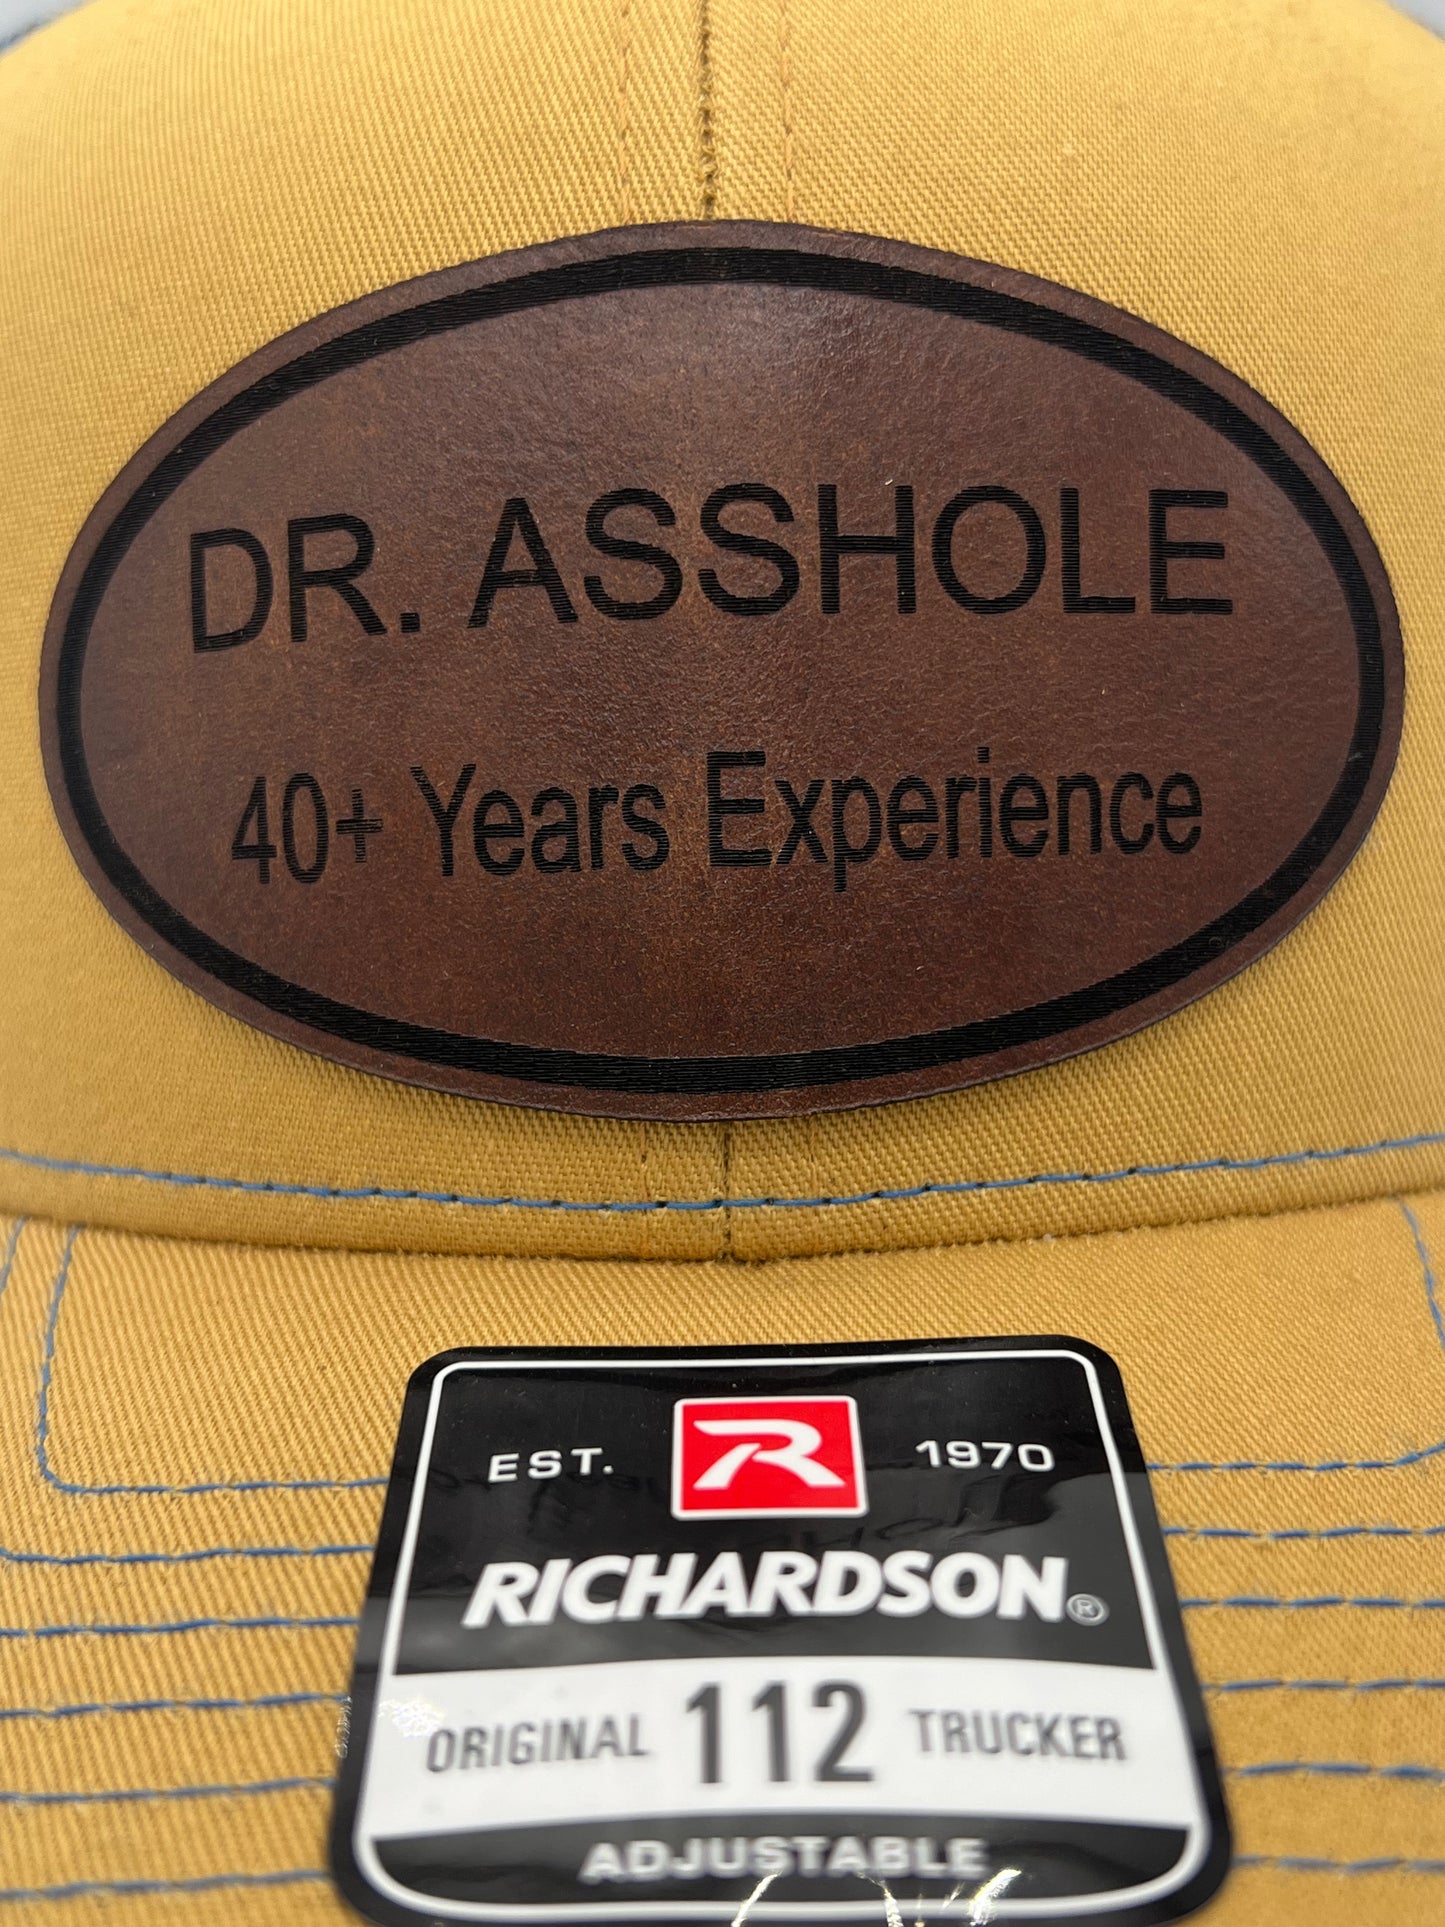 DR. ASSHOLE
40+ Years Experience
EST. R 1970
RICHARDSON®
ORIGINAL 112 TRUCKER
ADJUSTABLE